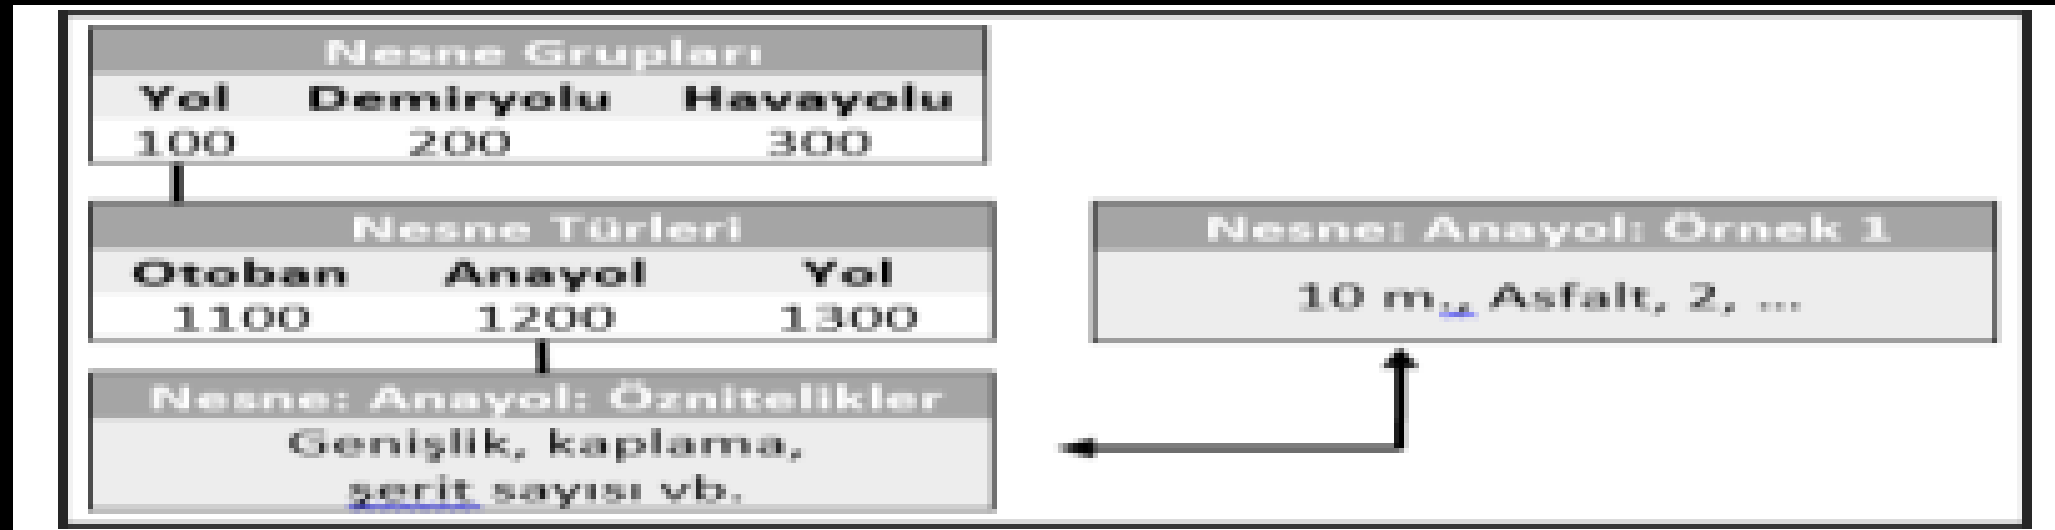 Nesne Grupları
Yol Demiryolu Havayolu
100 200 300
Nesne Türleri
Otoban Anayol Yol
1100 1200 1300
Nesne: Anayol: Öznitelikler
Genişlik, kaplama,
şerit sayısı vb.
Nesne: Anayol: Örnek 1
10 m., Asfalt, 2, ...